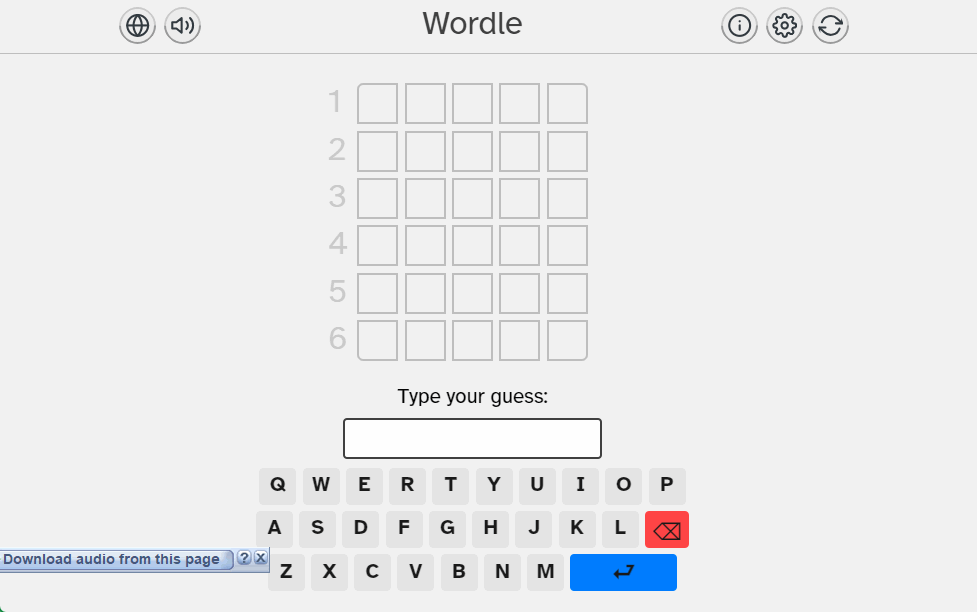 Wordle
1
2
3
4
5
6
Type your guess:
Q W E R T Y U I O P
A S D F G H J K L
Download audio from this page ? X
Z X C V B N M